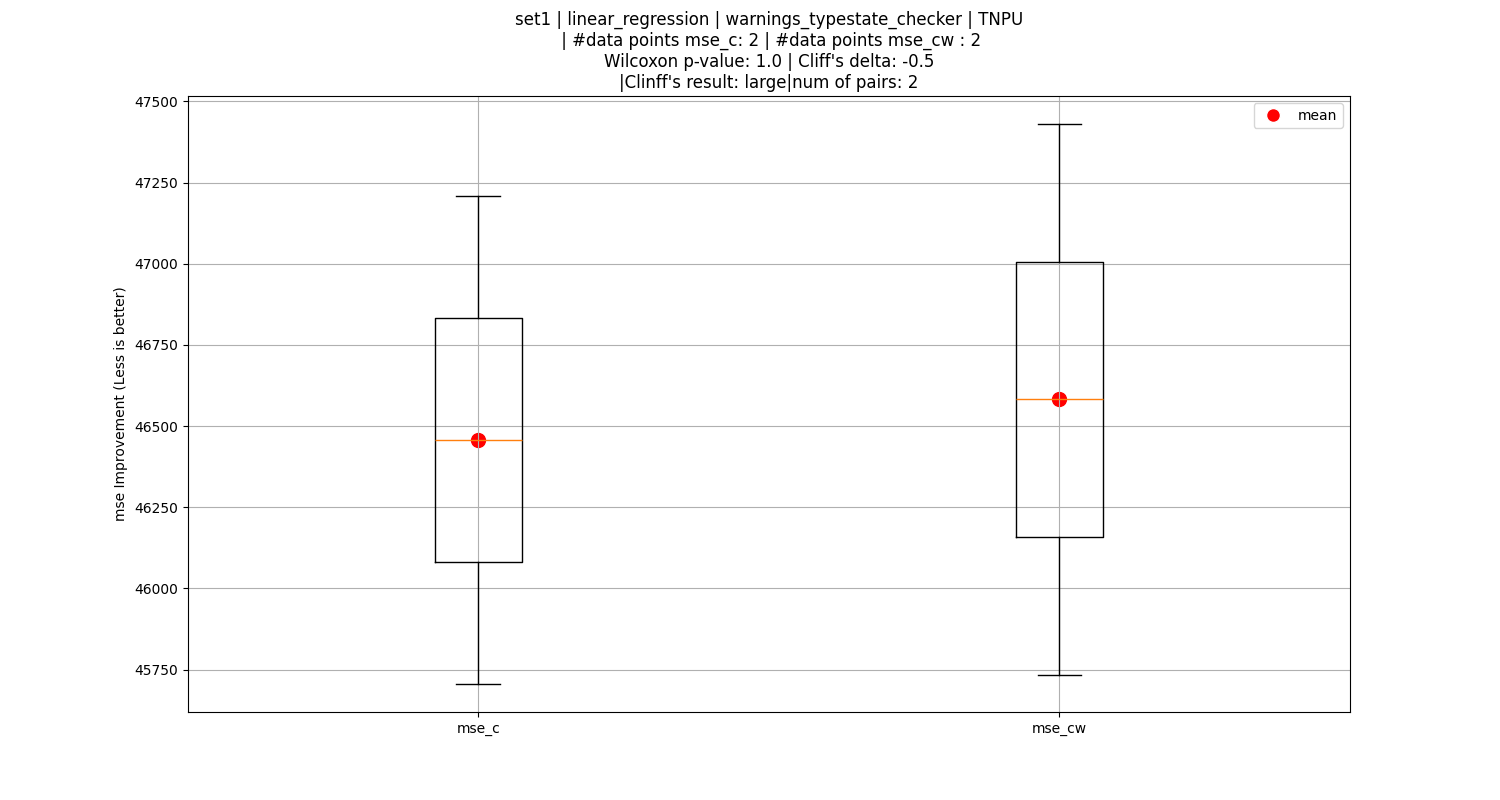 set1 | linear_regression | warnings_typestate_checker | TNPU
| #data points mse_c: 2 | #data points mse_cw : 2
Wilcoxon p-value: 1.0 | Cliff's delta: -0.5
|Clinff's result: large|num of pairs: 2
47500
47250
47000
46750
46500
46250
46000
45750
mse Improvement (Less is better)
mean
mse_c
mse_cw